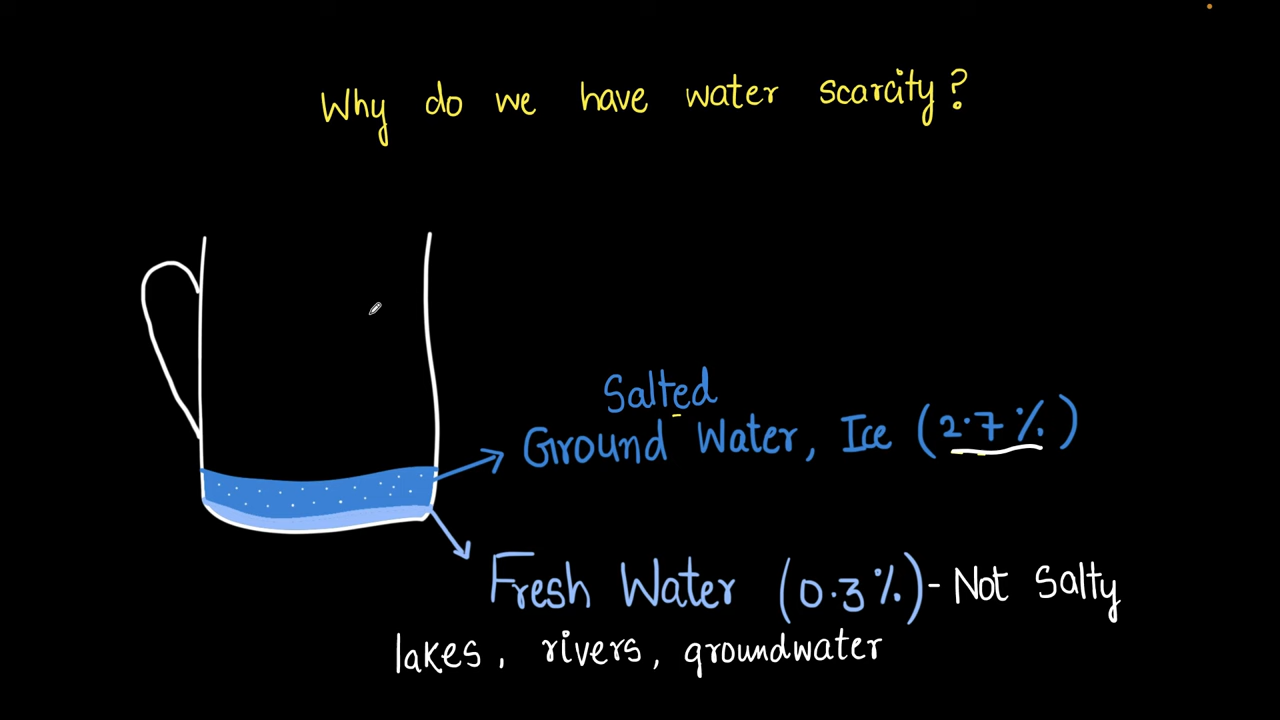 Why do we have water scarcity?
Salted
Ground Water, Ice (2.7%)
Fresh Water (0.3%) - Not Salty
lakes, rivers, groundwater